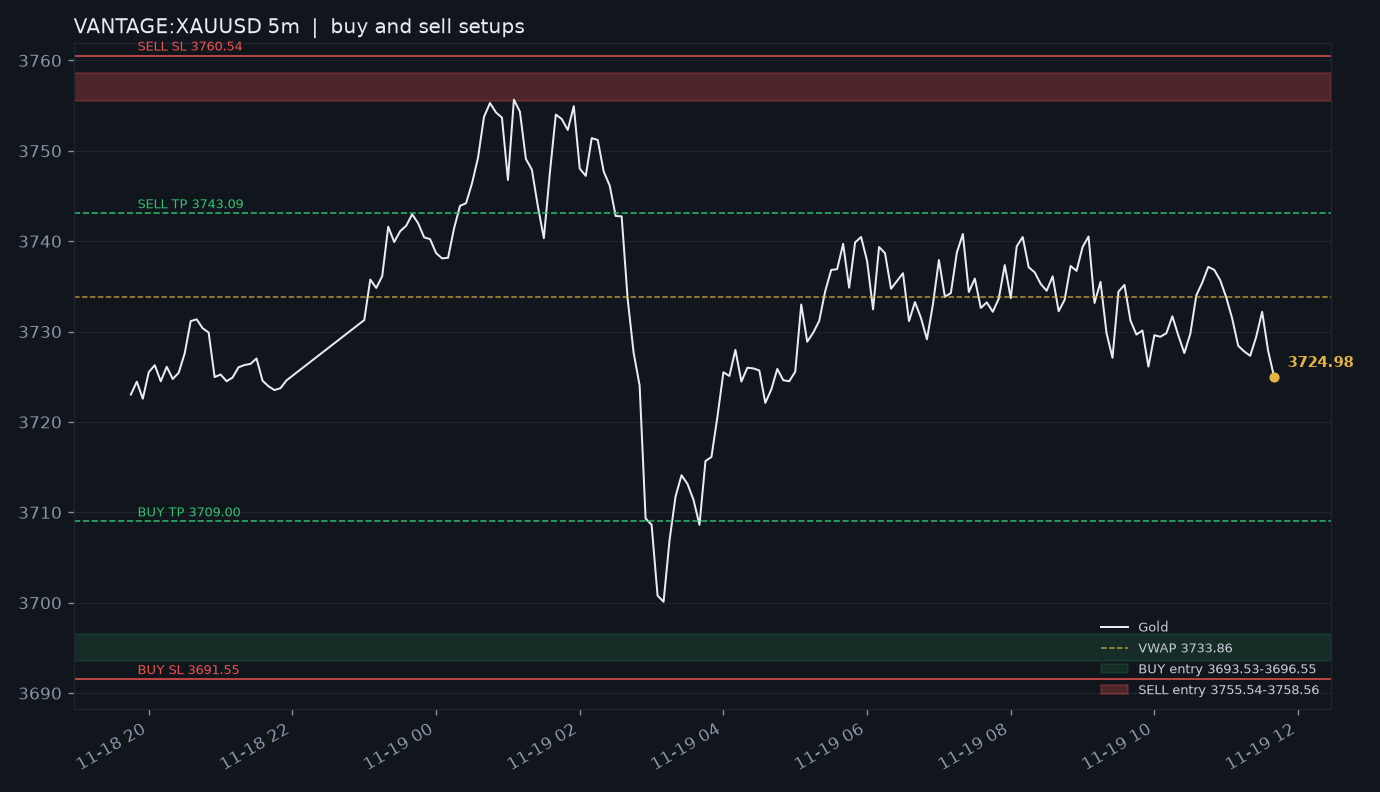 VANTAGE:XAUUSD 5m | buy and sell setups
SELL SL 3760.54
3760
3750
SELL TP 3743.09
3740
3730
3724.98
3720
BUY TP 3709.00
3710
3700
Gold
VWAP 3733.86
BUY entry 3693.53-3696.55
SELL entry 3755.54-3758.56
BUY SL 3691.55
3690
11-18 20
11-18 22
11-19 00
11-19 02
11-19 04
11-19 06
11-19 08
11-19 10
11-19 12